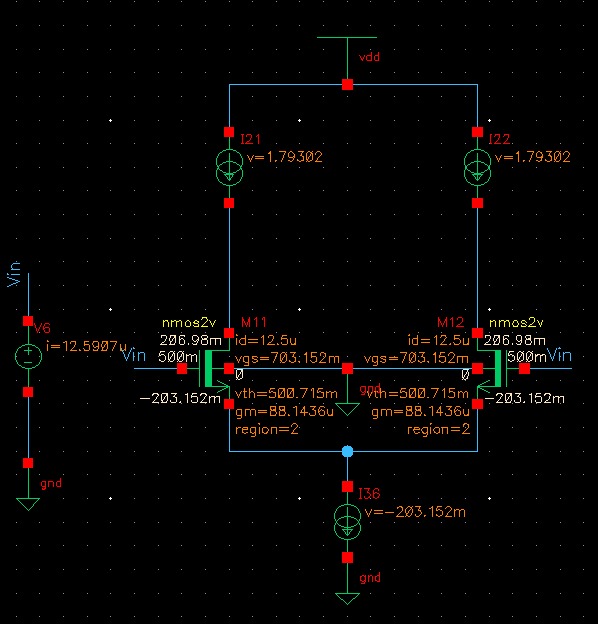 vdd
I21
v=1.79302
I22
v=1.79302
Vin
V6
i=12.5907u
nmos2v
M11
206.98m
id=12.5u
500m
vgs=703.152m
Vin
0
-203.152m
vth=500.715m
gm=88.1436u
region=2
gnd
M12
nmos2v
id=12.5u
206.98m
vgs=703.152m
500m
Vin
0
vth=500.715m
-203.152m
gm=88.1436u
region=2
gnd
I36
v=-203.152m
gnd